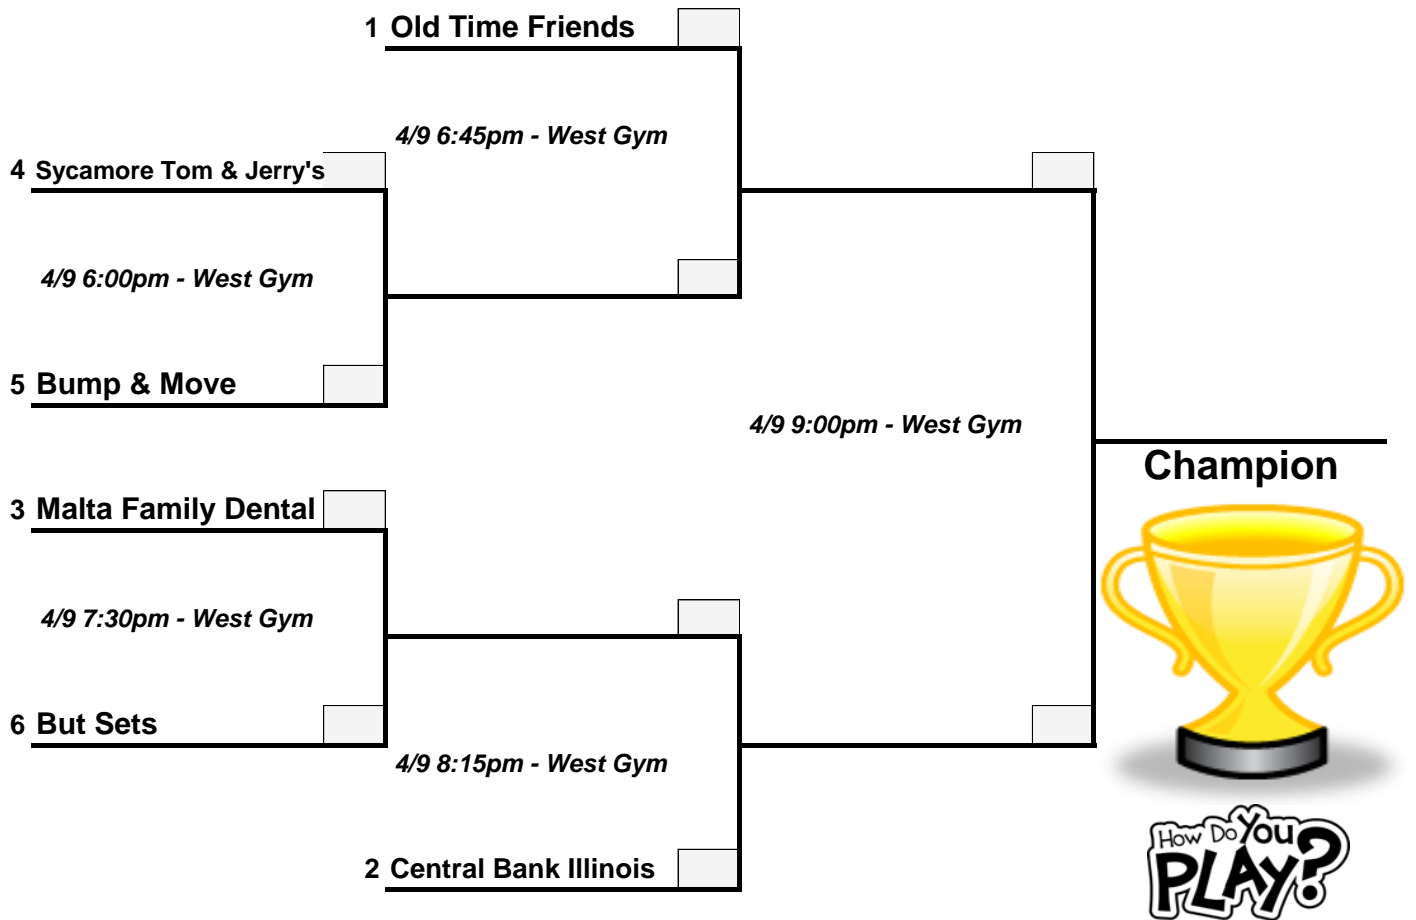 1 Old Time Friends
4/9 6:45pm - West Gym
4 Sycamore Tom & Jerry's
4/9 6:00pm - West Gym
5 Bump & Move
4/9 9:00pm - West Gym
Champion
3 Malta Family Dental
4/9 7:30pm - West Gym
6 But Sets
4/9 8:15pm - West Gym
2 Central Bank Illinois
How Do You
PLAY?